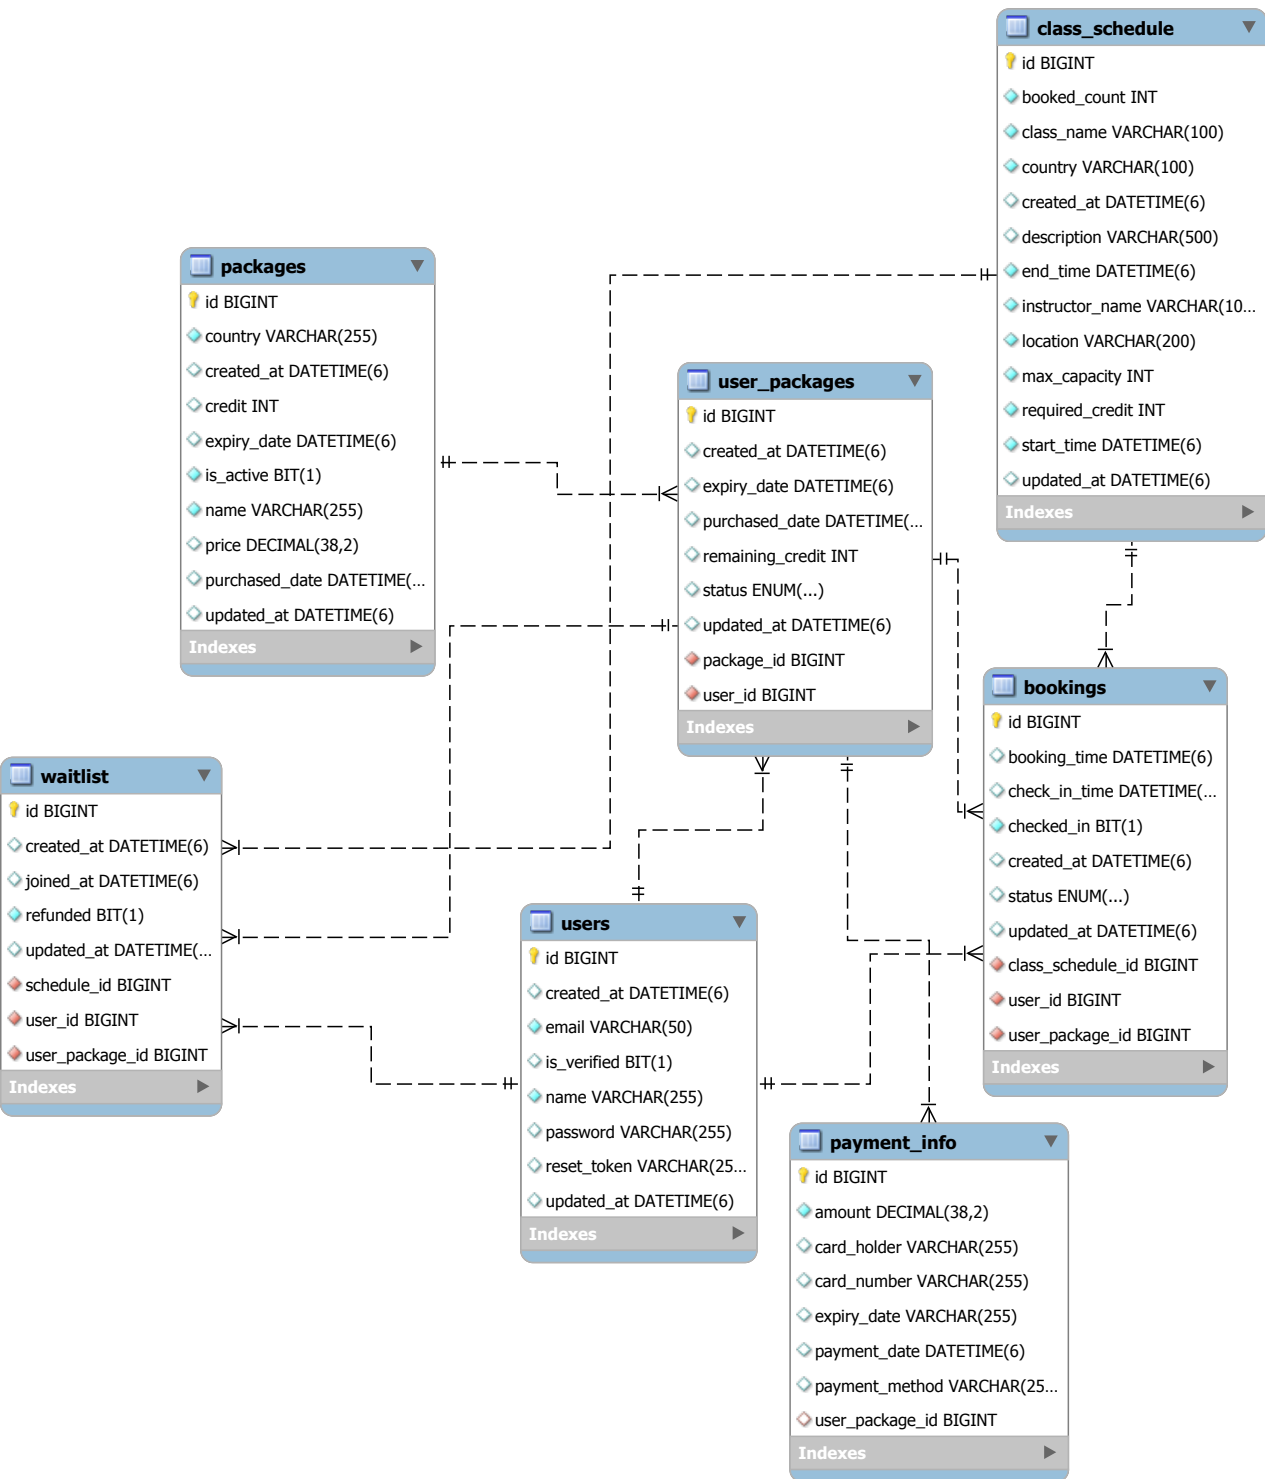 class_schedule
id BIGINT
booked_count INT
class_name VARCHAR(100)
country VARCHAR(100)
created_at DATETIME(6)
description VARCHAR(500)
end_time DATETIME(6)
instructor_name VARCHAR(10...
location VARCHAR(200)
max_capacity INT
required_credit INT
start_time DATETIME(6)
updated_at DATETIME(6)
Indexes
packages
id BIGINT
country VARCHAR(255)
created_at DATETIME(6)
credit INT
expiry_date DATETIME(6)
is_active BIT(1)
name VARCHAR(255)
price DECIMAL(38,2)
purchased_date DATETIME(...
updated_at DATETIME(6)
Indexes
user_packages
id BIGINT
created_at DATETIME(6)
expiry_date DATETIME(6)
purchased_date DATETIME(...
remaining_credit INT
status ENUM(...)
updated_at DATETIME(6)
package_id BIGINT
user_id BIGINT
Indexes
bookings
id BIGINT
booking_time DATETIME(6)
check_in_time DATETIME(...
checked_in BIT(1)
created_at DATETIME(6)
status ENUM(...)
updated_at DATETIME(6)
class_schedule_id BIGINT
user_id BIGINT
user_package_id BIGINT
Indexes
waitlist
id BIGINT
created_at DATETIME(6)
joined_at DATETIME(6)
refunded BIT(1)
updated_at DATETIME(...
schedule_id BIGINT
user_id BIGINT
user_package_id BIGINT
Indexes
users
id BIGINT
created_at DATETIME(6)
email VARCHAR(50)
is_verified BIT(1)
name VARCHAR(255)
password VARCHAR(255)
reset_token VARCHAR(25...
updated_at DATETIME(6)
Indexes
payment_info
id BIGINT
amount DECIMAL(38,2)
card_holder VARCHAR(255)
card_number VARCHAR(255)
expiry_date VARCHAR(255)
payment_date DATETIME(6)
payment_method VARCHAR(25...
user_package_id BIGINT
Indexes